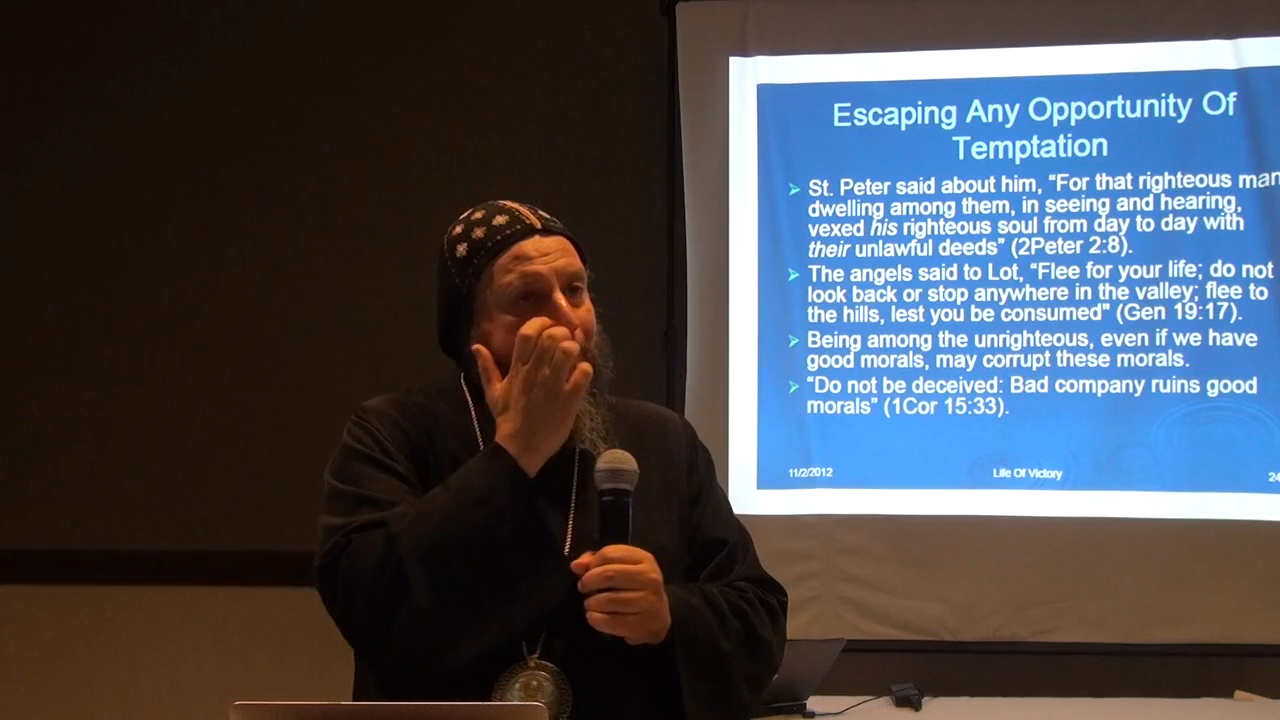 Escaping Any Opportunity Of
Temptation
➢ St. Peter said about him, “For that righteous man
dwelling among them, in seeing and hearing,
vexed his righteous soul from day to day with
their unlawful deeds” (2Peter 2:8).
➢ The angels said to Lot, “Flee for your life; do not
look back or stop anywhere in the valley; flee to
the hills, lest you be consumed" (Gen 19:17).
➢ Being among the unrighteous, even if we have
good morals, may corrupt these morals.
➢ “Do not be deceived: Bad company ruins good
morals” (1Cor 15:33).
11/2/2012 Life Of Victory 24